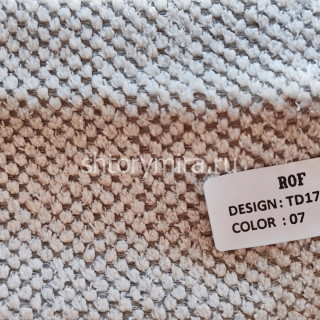 shtorymira.ru
ROF
DESIGN : TD17
COLOR : 07